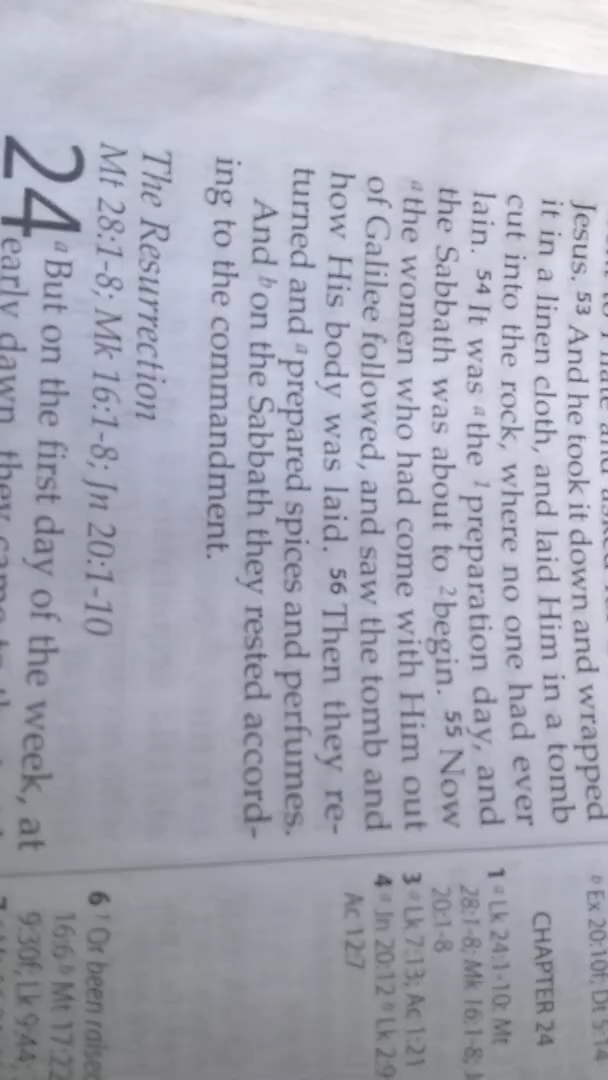 Jesus. 53 And he took it down and wrapped
it in a linen cloth, and laid Him in a tomb
cut into the rock, where no one had ever
lain. 54 It was a the 1 preparation day, and
the Sabbath was about to 2 begin. 55 Now
a the women who had come with Him out
of Galilee followed, and saw the tomb and
how His body was laid. 56 Then they re-
turned and a prepared spices and perfumes.
And b on the Sabbath they rested accord-
ing to the commandment.
The Resurrection
Mt 28:1-8; Mk 16:1-8; Jn 20:1-10
24 a But on the first day of the week, at
early dawn, they came to
b Ex 20:10f; Dt 5:14
CHAPTER 24
1 a Lk 24:1-10; Mt
28:1-8; Mk 16:1-8;
20:1-8
3 a Lk 7:13; Ac 1:21
4 a Jn 20:12 b Lk 2:9
Ac 12:7
6 1 Or been raised
16:6 b Mt 17:22
9:30f; Lk 9:44;